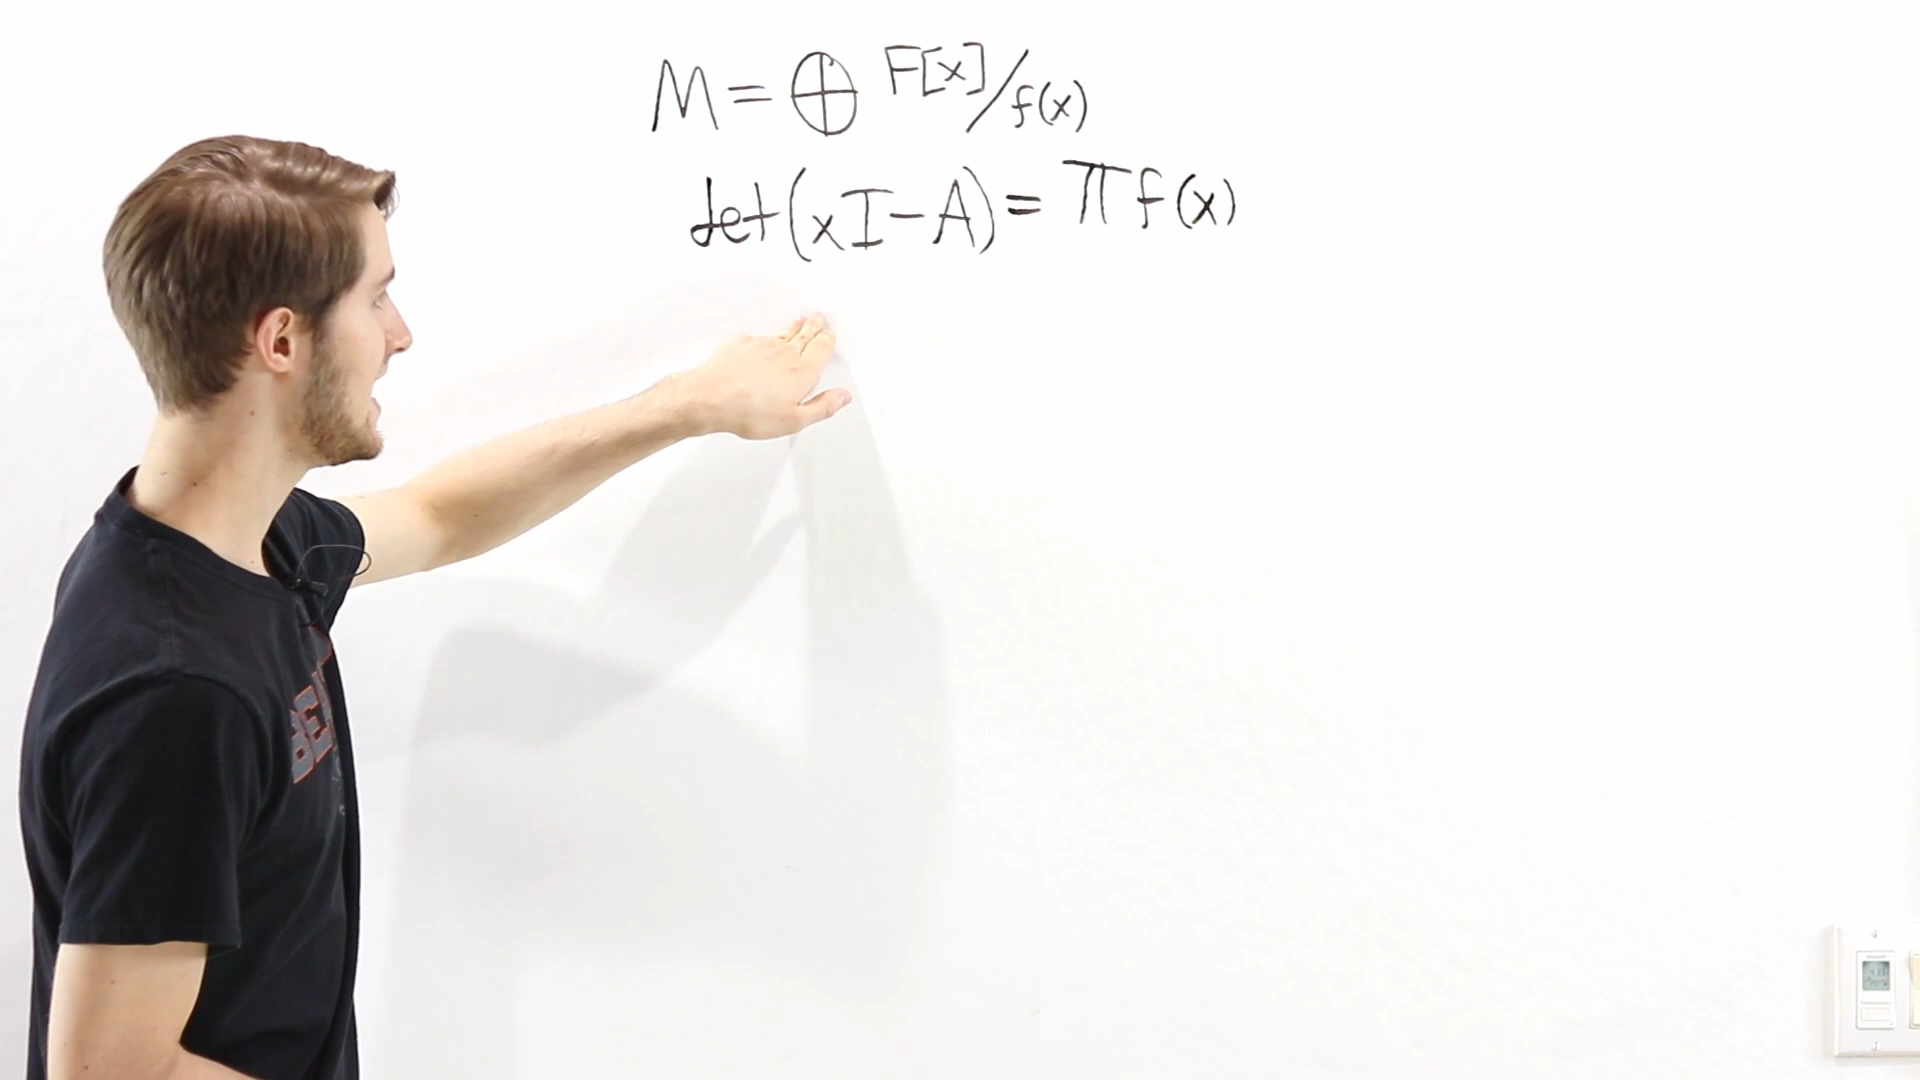 M = ⊕ F[x]/f(x)
det(xI-A) = π f(x)